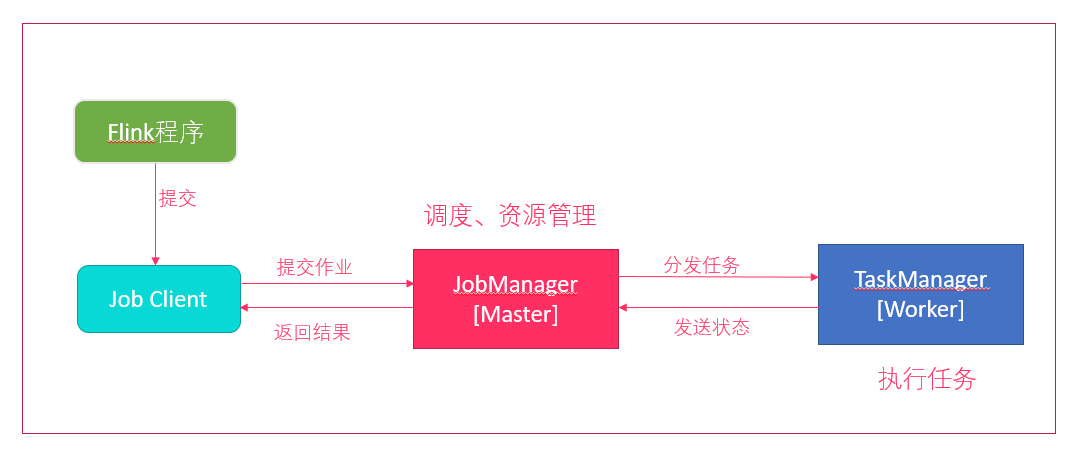 Flink程序
提交
调度、资源管理
提交作业
分发任务
Job Client
JobManager
[Master]
TaskManager
[Worker]
返回结果
发送状态
执行任务